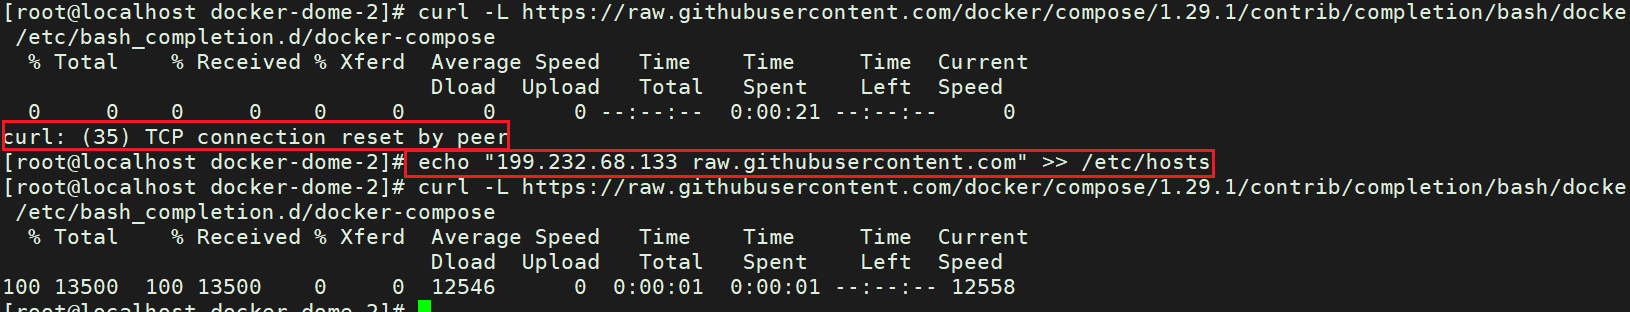 [root@localhost docker-dome-2]# curl -L https://raw.githubusercontent.com/docker/compose/1.29.1/contrib/completion/bash/docke
/etc/bash_completion.d/docker-compose
% Total % Received % Xferd Average Speed Time Time Time Current
Dload Upload Total Spent Left Speed
0 0 0 0 0 0 0 0 --:--:-- 0:00:21 --:--:-- 0
curl: (35) TCP connection reset by peer
[root@localhost docker-dome-2]# echo "199.232.68.133 raw.githubusercontent.com" >> /etc/hosts
[root@localhost docker-dome-2]# curl -L https://raw.githubusercontent.com/docker/compose/1.29.1/contrib/completion/bash/docke
/etc/bash_completion.d/docker-compose
% Total % Received % Xferd Average Speed Time Time Time Current
Dload Upload Total Spent Left Speed
100 13500 100 13500 0 0 12546 0 0:00:01 0:00:01 --:--:-- 12558
[root@localhost docker-dome-2]#